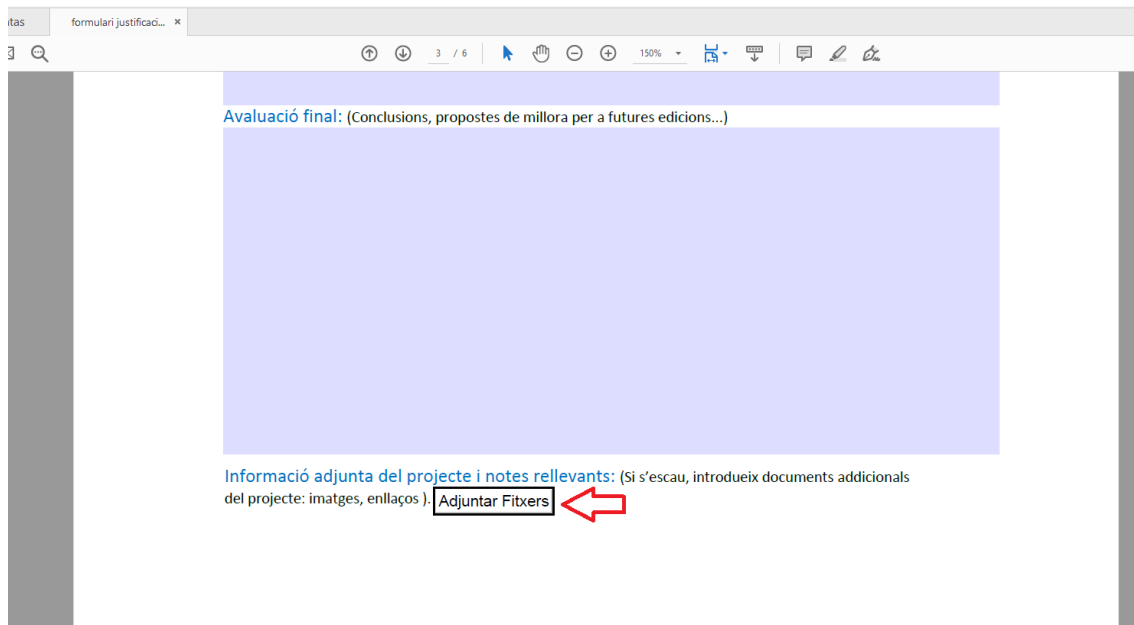 tas
formulari justificaci... ×
3 / 6
150%
Avaluació final: (Conclusions, propostes de millora per a futures edicions...)
Informació adjunta del projecte i notes rellevants: (Si s’escau, introdueix documents addicionals
del projecte: imatges, enllaços ). Adjuntar Fitxers